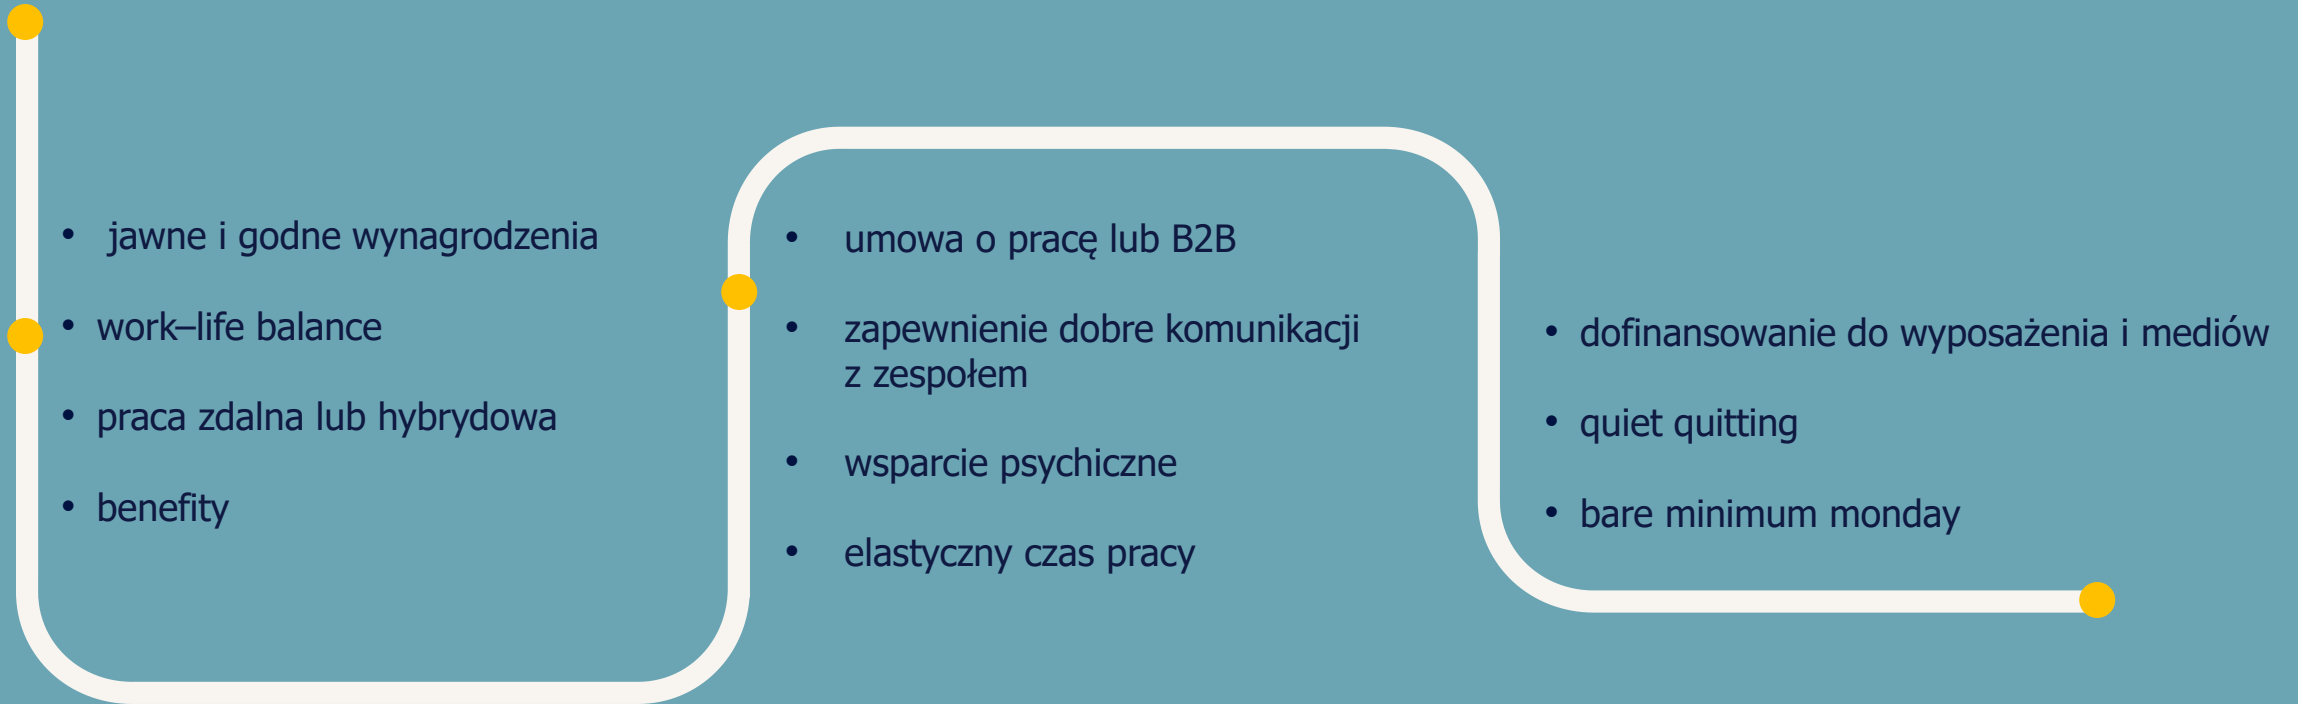 • jawne i godne wynagrodzenia
• work–life balance
• praca zdalna lub hybrydowa
• benefity
• umowa o pracę lub B2B
• zapewnienie dobre komunikacji
z zespołem
• wsparcie psychiczne
• elastyczny czas pracy
• dofinansowanie do wyposażenia i mediów
• quiet quitting
• bare minimum monday